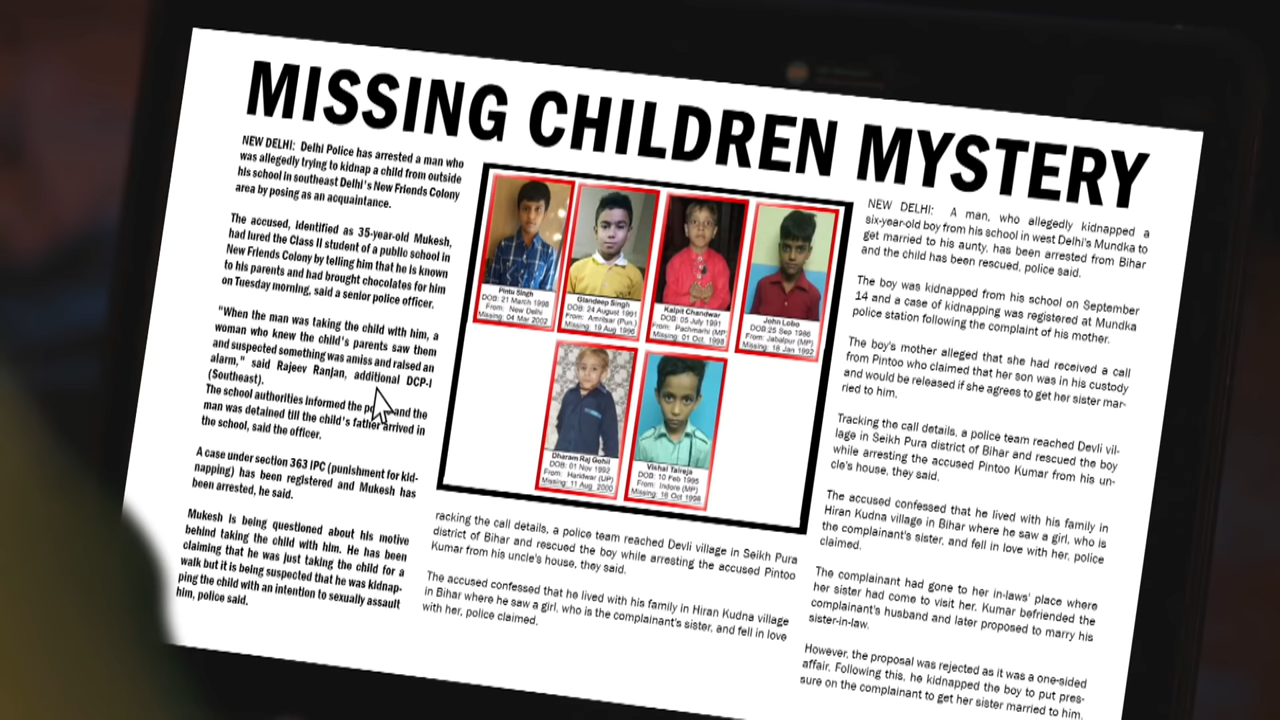 MISSING CHILDREN MYSTERY
NEW DELHI: Delhi Police has arrested a man who
was allegedly trying to kidnap a child from outside
his school in southeast Delhi's New Friends Colony
area by posing as an acquaintance.
The accused, Identified as 35-year-old Mukesh,
had lured the Class II student of a public school in
New Friends Colony by telling him that he is known
to his parents and had brought chocolates for him
on Tuesday morning, said a senior police officer.
"When the man was taking the child with him, a
woman who knew the child's parents saw them
and suspected something was amiss and raised an
alarm," said Rajeev Ranjan, additional DCP-I
(Southeast).
The school authorities informed the and the
man was detained till the child's father arrived in
the school, said the officer.
A case under section 363 IPC (punishment for kid-
napping) has been registered and Mukesh has
been arrested, he said.
Mukesh is being questioned about his motive
behind taking the child with him. He has been
claiming that he was just taking the child for a
walk but it is being suspected that he was kidnap-
ping the child with an intention to sexually assault
him, police said.
Pintu Singh
DOB: 21 March 1998
From: New Delhi
Missing: 04 Mar 2002
Giandeep Singh
DOB: 24 August 1991
From: Amritsar (Pun.)
Missing: 19 Aug 1996
Kalpit Chandwar
DOB: 05 July 1991
From: Pachmarhi (MP)
Missing: 01 Oct. 1998
John Lobo
DOB:25 Sep 1986
From: Jabalpur (MP)
Missing: 16 Jan 1992
Dharam Raj Gohil
DOB: 01 Nov 1992
From: Haridwar (UP)
Missing: 11 Aug 2000
Vishal Talreja
DOB: 10 Feb 1995
From: Indore (MP)
Missing: 16 Oct 1998
racking the call details, a police team reached Devli village in Seikh Pura
district of Bihar and rescued the boy while arresting the accused Pintoo
Kumar from his uncle's house, they said.
The accused confessed that he lived with his family in Hiran Kudna village
in Bihar where he saw a girl, who is the complainant's sister, and fell in love
with her, police claimed.
NEW DELHI: A man, who allegedly kidnapped a
six-year-old boy from his school in west Delhi's Mundka to
get married to his aunty, has been arrested from Bihar
and the child has been rescued, police said.
The boy was kidnapped from his school on September
14 and a case of kidnapping was registered at Mundka
police station following the complaint of his mother.
The boy's mother alleged that she had received a call
from Pintoo who claimed that her son was in his custody
and would be released if she agrees to get her sister mar-
ried to him.
Tracking the call details, a police team reached Devli vil-
lage in Seikh Pura district of Bihar and rescued the boy
while arresting the accused Pintoo Kumar from his un-
cle's house, they said.
The accused confessed that he lived with his family in
Hiran Kudna village in Bihar where he saw a girl, who is
the complainant's sister, and fell in love with her, police
claimed.
The complainant had gone to her in-laws' place where
her sister had come to visit her. Kumar befriended the
complainant's husband and later proposed to marry his
sister-in-law.
However, the proposal was rejected as it was a one-sided
affair. Following this, he kidnapped the boy to put pres-
sure on the complainant to get her sister married to him.